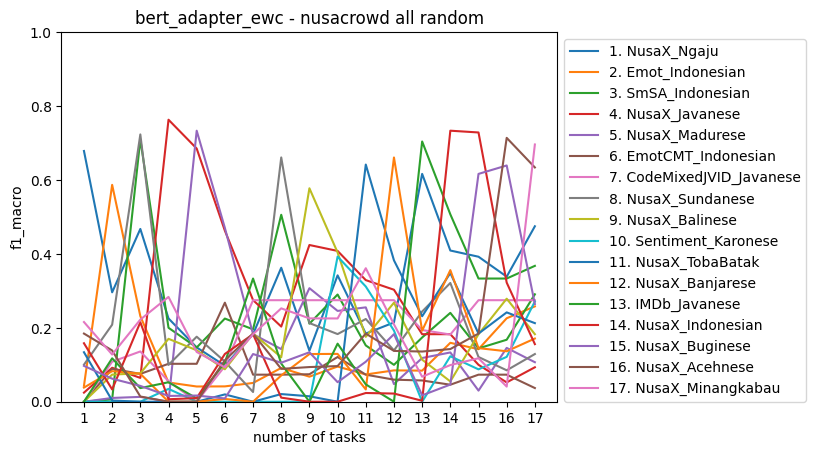 bert_adapter_ewc - nusacrowd all random
1.0
0.8
0.6
0.4
0.2
0.0
f1_macro
1 2 3 4 5 6 7 8 9 10 11 12 13 14 15 16 17
number of tasks
1. NusaX_Ngaju
2. Emot_Indonesian
3. SmSA_Indonesian
4. NusaX_Javanese
5. NusaX_Madurese
6. EmotCMT_Indonesian
7. CodeMixedJVID_Javanese
8. NusaX_Sundanese
9. NusaX_Balinese
10. Sentiment_Karonese
11. NusaX_TobaBatak
12. NusaX_Banjarese
13. IMDb_Javanese
14. NusaX_Indonesian
15. NusaX_Buginese
16. NusaX_Acehnese
17. NusaX_Minangkabau